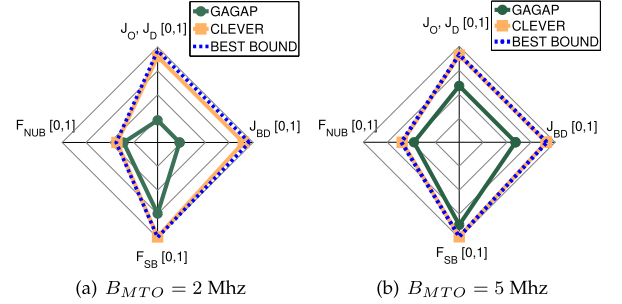 J_O, J_D [0,1]
GAGAP
CLEVER
BEST BOUND
F_NUB [0,1]
J_BD [0,1]
F_SB [0,1]
(a) B_MTO = 2 Mhz
J_O, J_D [0,1]
GAGAP
CLEVER
BEST BOUND
F_NUB [0,1]
J_BD [0,1]
F_SB [0,1]
(b) B_MTO = 5 Mhz